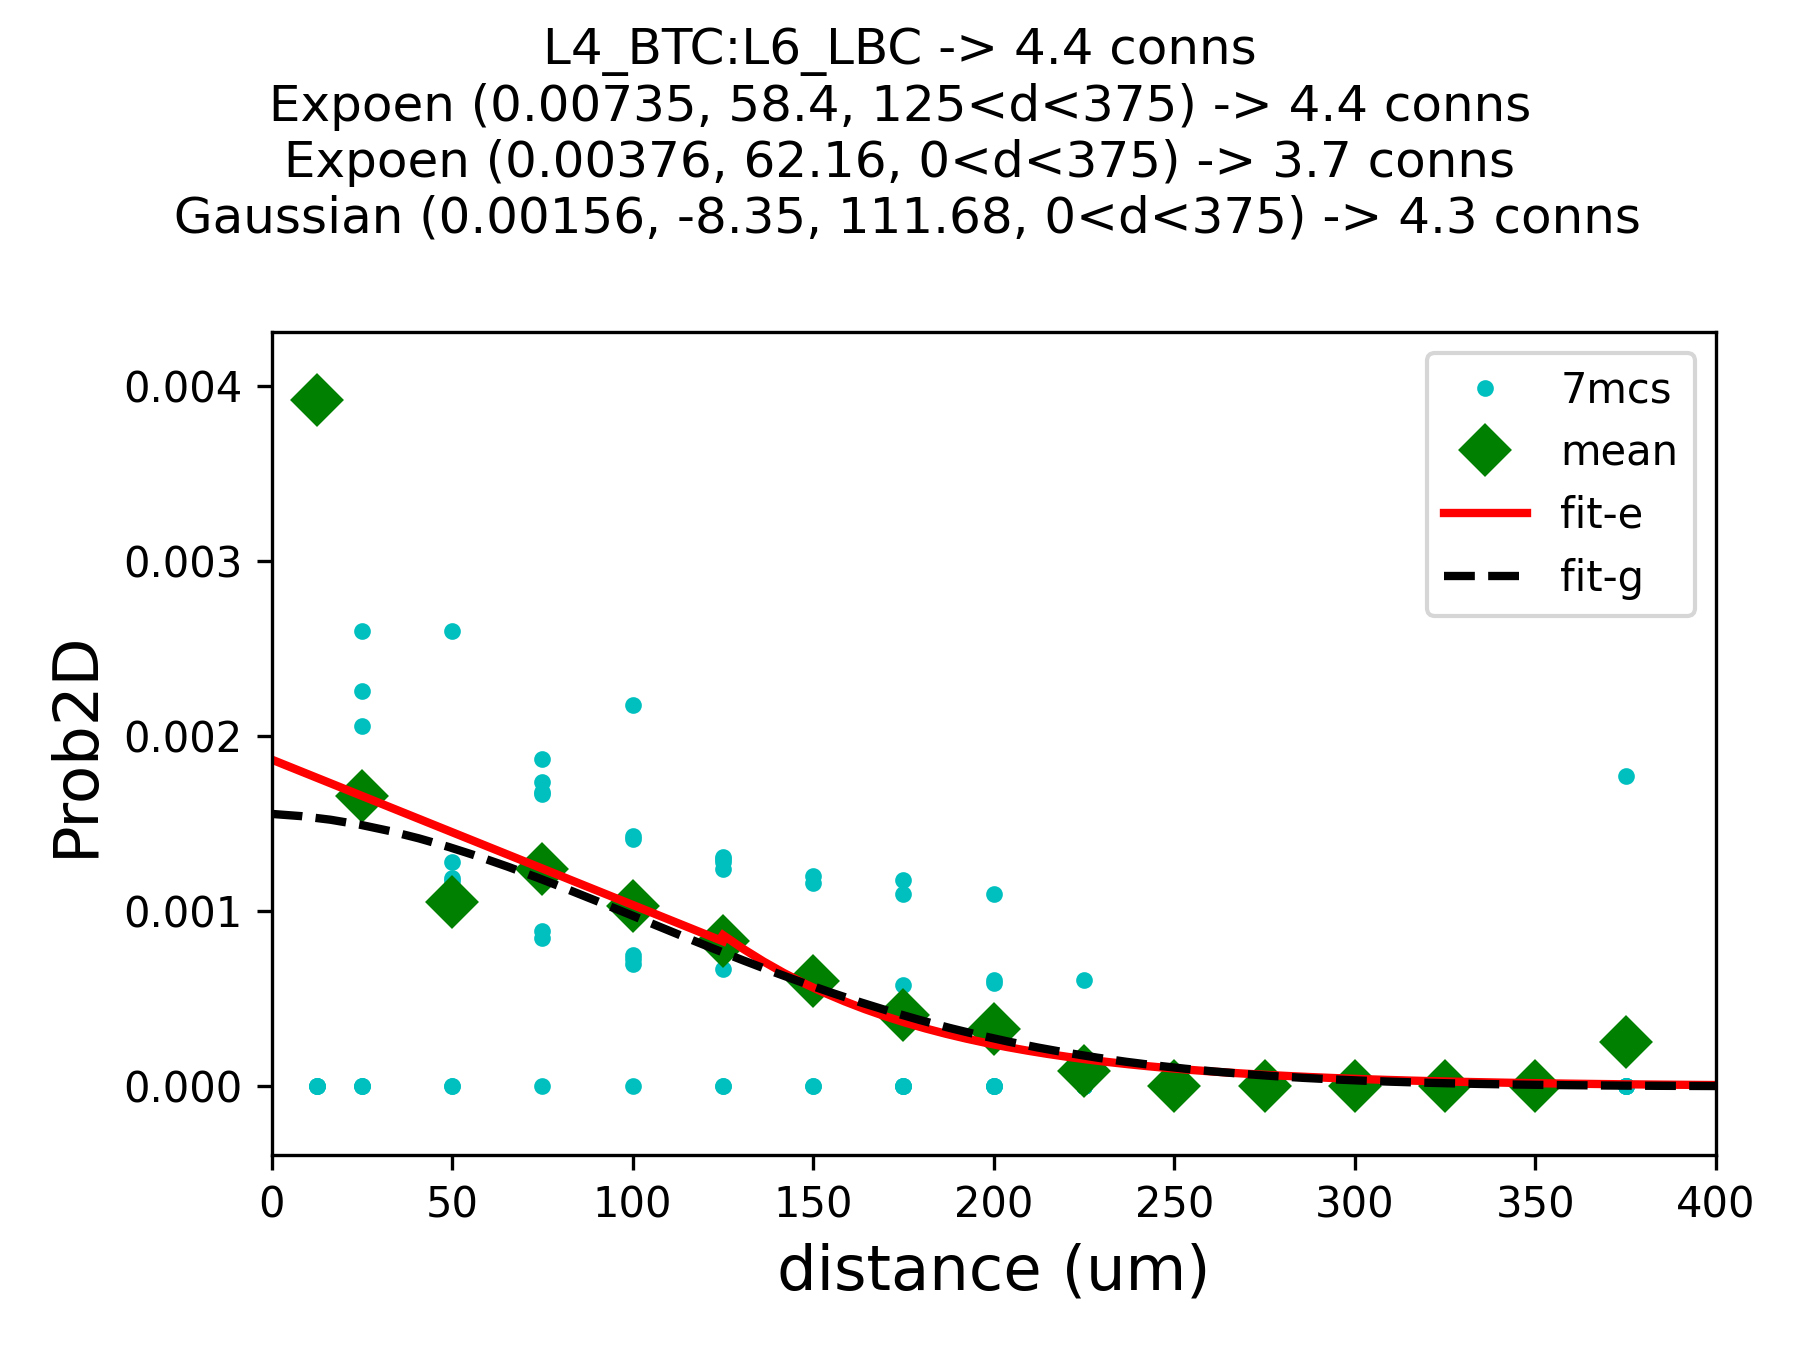 L4_BTC:L6_LBC -> 4.4 conns
Expoen (0.00735, 58.4, 125<d<375) -> 4.4 conns
Expoen (0.00376, 62.16, 0<d<375) -> 3.7 conns
Gaussian (0.00156, -8.35, 111.68, 0<d<375) -> 4.3 conns
7mcs
mean
fit-e
fit-g
Prob2D
0.004
0.003
0.002
0.001
0.000
0 50 100 150 200 250 300 350 400
distance (um)